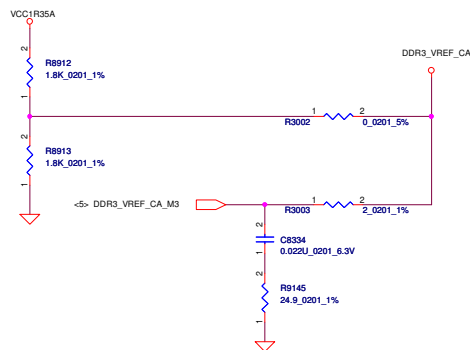 VCC1R35A
DDR3_VREF_CA
2
R8912
1.8K_0201_1%
1
1
2
R3002
0_0201_5%
2
R8913
1.8K_0201_1%
1
<5> DDR3_VREF_CA_M3
1
2
R3003
2_0201_1%
2
C8334
0.022U_0201_6.3V
1
2
R9145
24.9_0201_1%
1